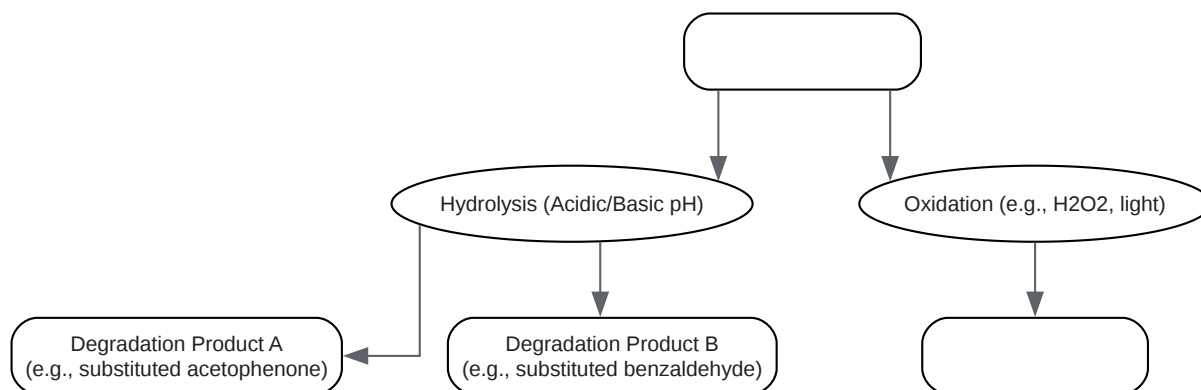 Hydrolysis (Acidic/Basic pH)
Oxidation (e.g., H2O2, light)
Degradation Product A
(e.g., substituted acetophenone)
Degradation Product B
(e.g., substituted benzaldehyde)